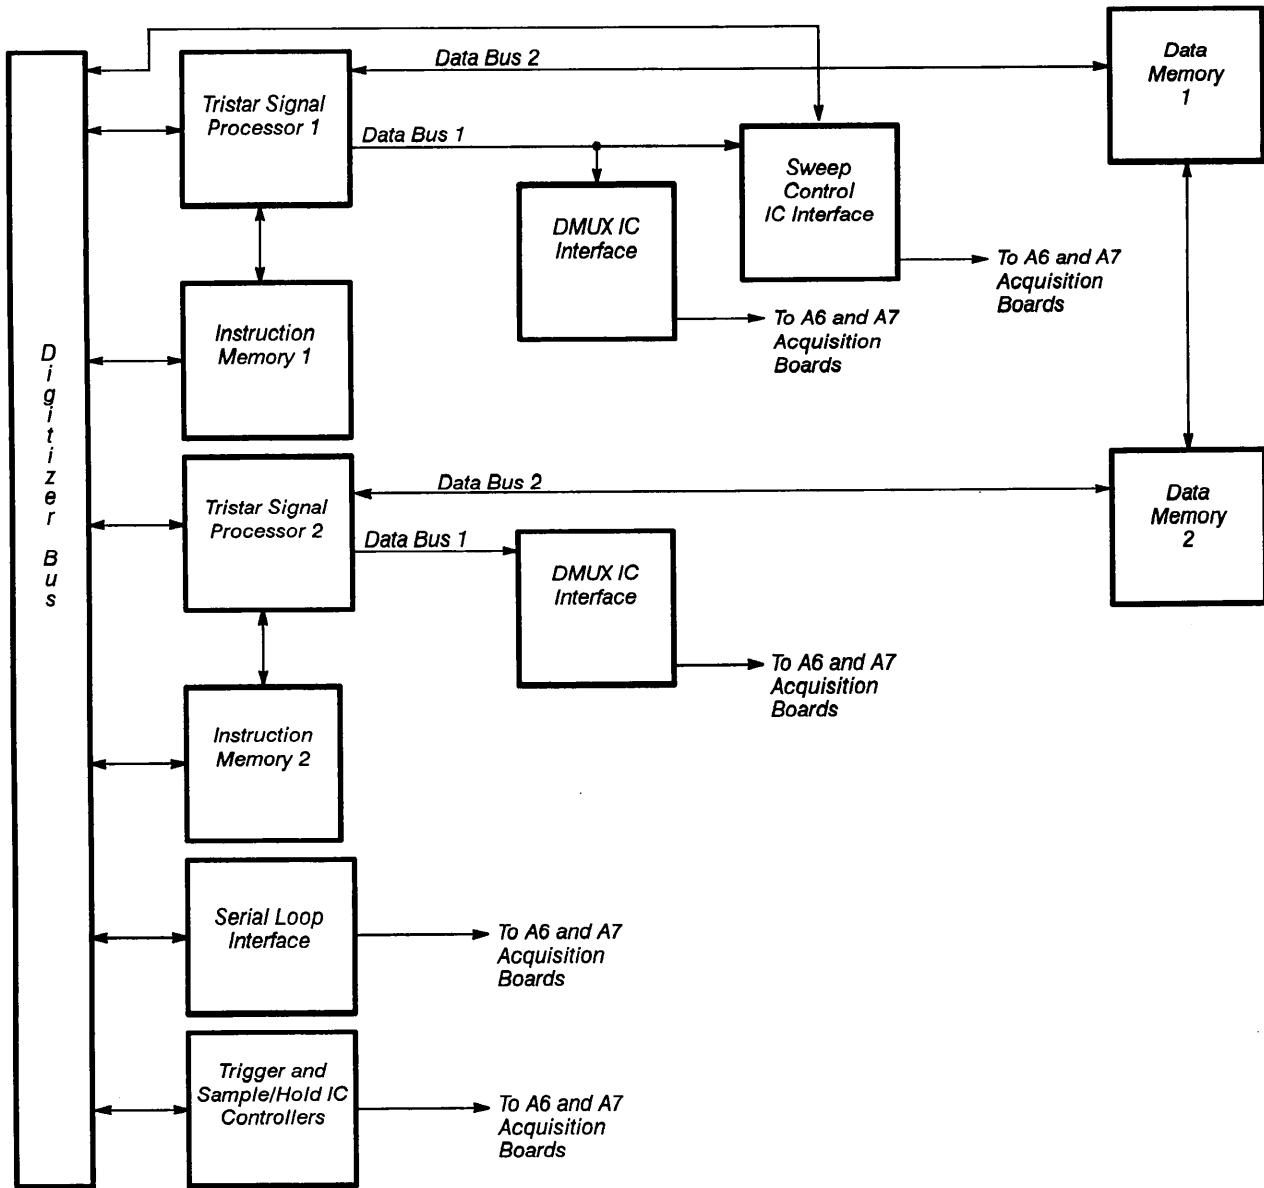 Digitizer Bus
Tristar Signal
Processor 1
Data Bus 2
Data
Memory
1
Data Bus 1
Sweep
Control
IC Interface
DMUX IC
Interface
To A6 and A7
Acquisition
Boards
To A6 and A7
Acquisition
Boards
Instruction
Memory 1
Tristar Signal
Processor 2
Data Bus 2
Data
Memory
2
Data Bus 1
DMUX IC
Interface
To A6 and A7
Acquisition
Boards
Instruction
Memory 2
Serial Loop
Interface
To A6 and A7
Acquisition
Boards
Trigger and
Sample/Hold IC
Controllers
To A6 and A7
Acquisition
Boards